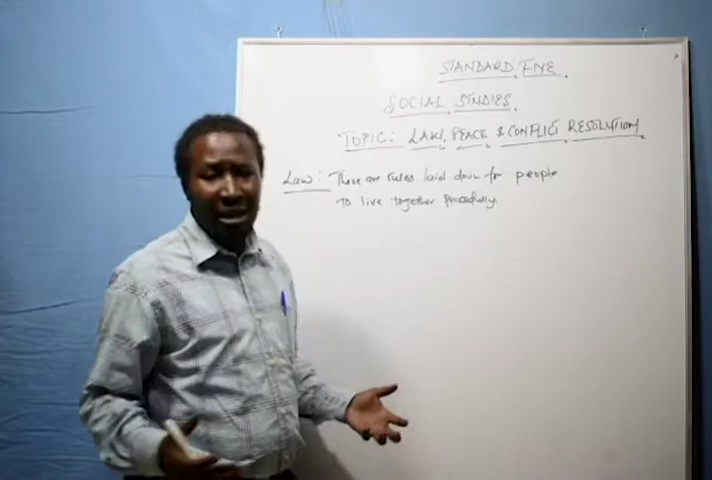 STANDARD FIVE.
SOCIAL STUDIES.
TOPIC: LAW, PEACE & CONFLICT RESOLUTION.
Law: These are rules laid down for people
to live together peacefully.